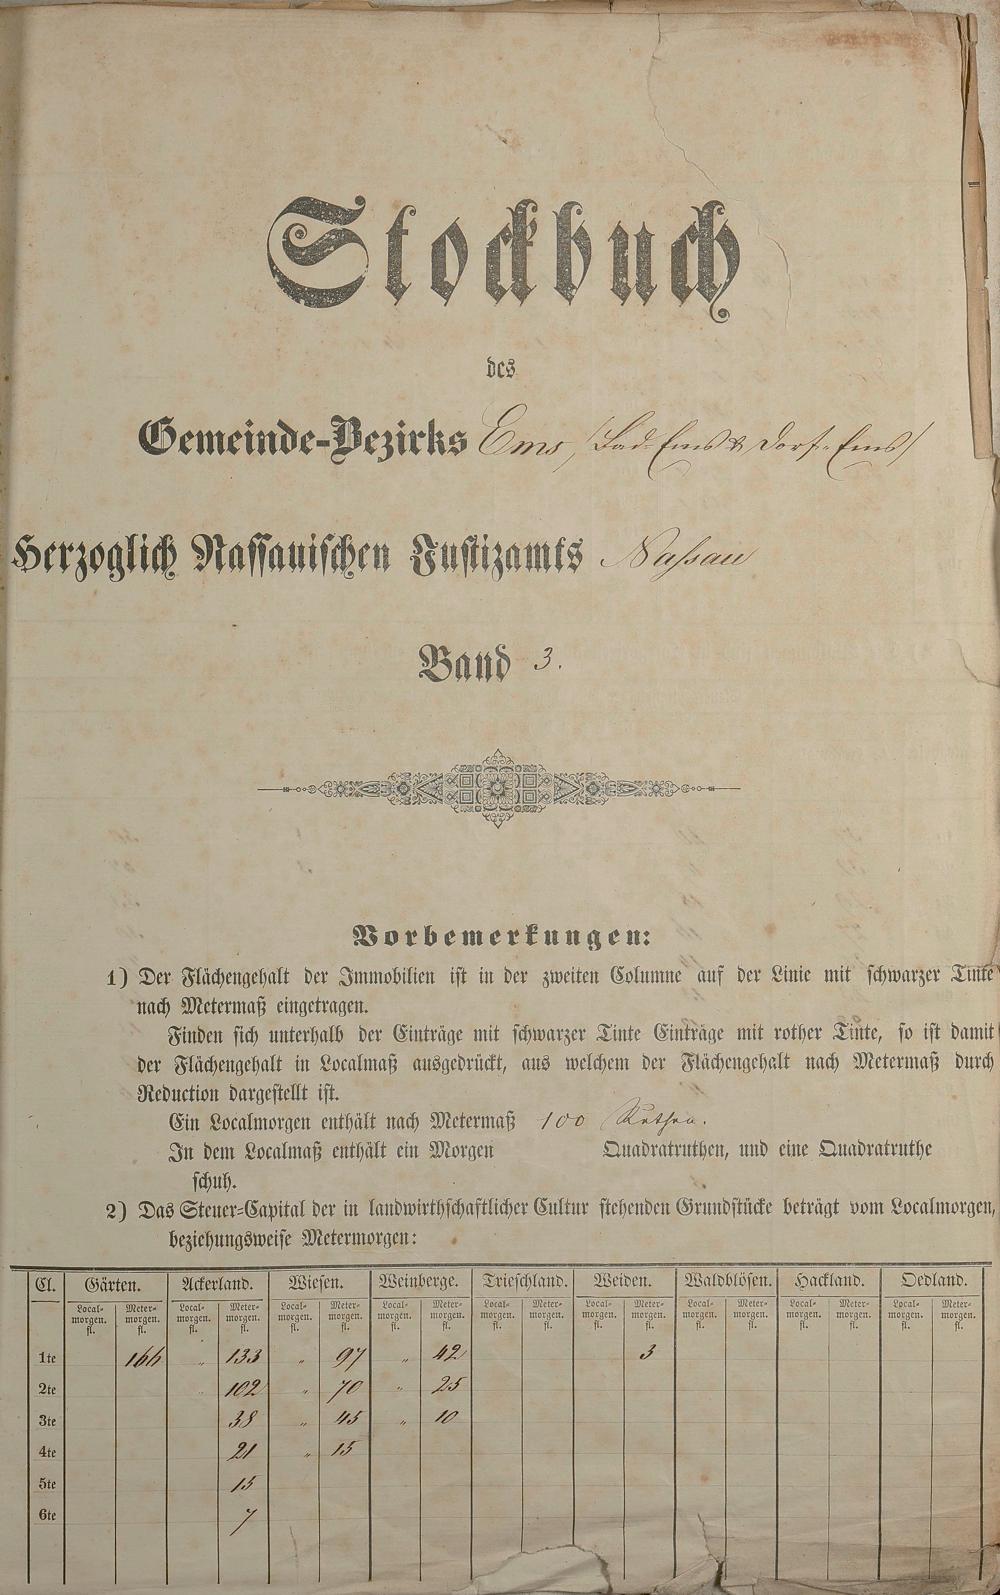 Stockbuch
des
Gemeinde-Bezirks Ems, (Bad-Ems & Dorf-Ems)
Herzoglich Nassauischen Justizamts Nassau
Band 3.
Vorbemerkungen:
1) Der Flächengehalt der Immobilien ist in der zweiten Columne auf der Linie mit schwarzer Tinte
nach Metermaß eingetragen.
Finden sich unterhalb der Einträge mit schwarzer Tinte Einträge mit rother Tinte, so ist damit
der Flächengehalt in Localmaß ausgedrückt, aus welchem der Flächengehalt nach Metermaß durch
Reduction dargestellt ist.
Ein Localmorgen enthält nach Metermaß 100 Ruthen.
In dem Localmaß enthält ein Morgen Quadratruthen, und eine Quadratruthe
schuh.
2) Das Steuer-Capital der in landwirthschaftlicher Cultur stehenden Grundstücke beträgt vom Localmorgen,
beziehungsweise Metermorgen:
Cl. Gärten. Ackerland. Wiesen. Weinberge. Trieschland. Weiden. Waldblösen. Hackland. Oedland.
Local- Meter- Local- Meter- Local- Meter- Local- Meter- Local- Meter- Local- Meter- Local- Meter- Local- Meter- Local- Meter-
morgen. morgen. morgen. morgen. morgen. morgen. morgen. morgen. morgen. morgen. morgen. morgen. morgen. morgen. morgen. morgen. morgen. morgen.
fl. fl. fl. fl. fl. fl. fl. fl. fl. fl. fl. fl. fl. fl. fl. fl. fl. fl.
1te 166 " 133 " 97 " 42 3
2te " 102 " 70 " 25
3te 38 " 45 " 10
4te 21 " 15
5te 15
6te 7